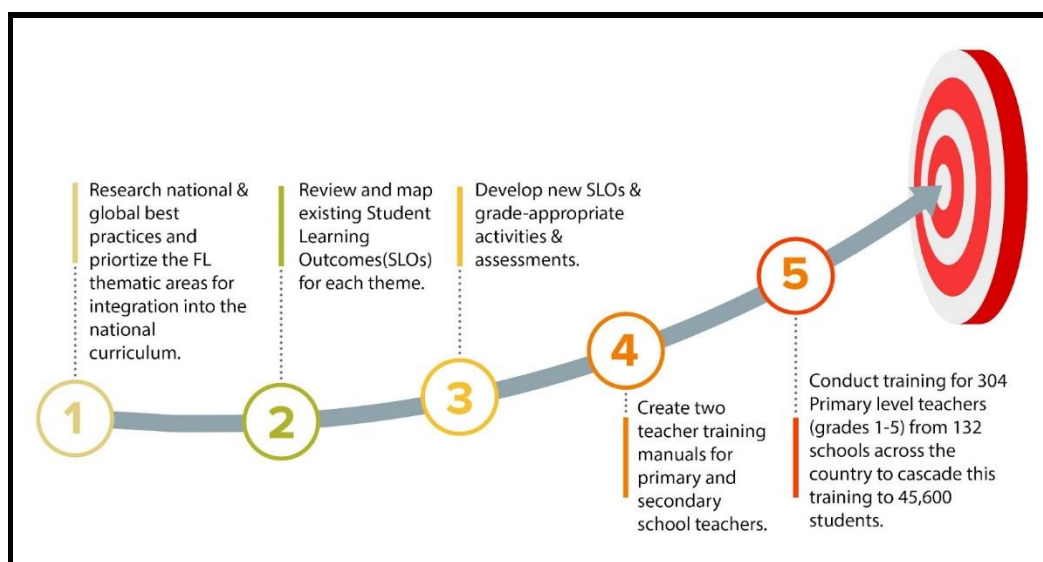 1
Research national &
global best
practices and
priortize the FL
thematic areas for
integration into the
national
curriculum.
2
Review and map
existing Student
Learning
Outcomes(SLOs)
for each theme.
3
Develop new SLOs &
grade-appropriate
activities &
assessments.
4
Create two
teacher training
manuals for
primary and
secondary
school teachers.
5
Conduct training for 304
Primary level teachers
(grades 1-5) from 132
schools across the
country to cascade this
training to 45,600
students.